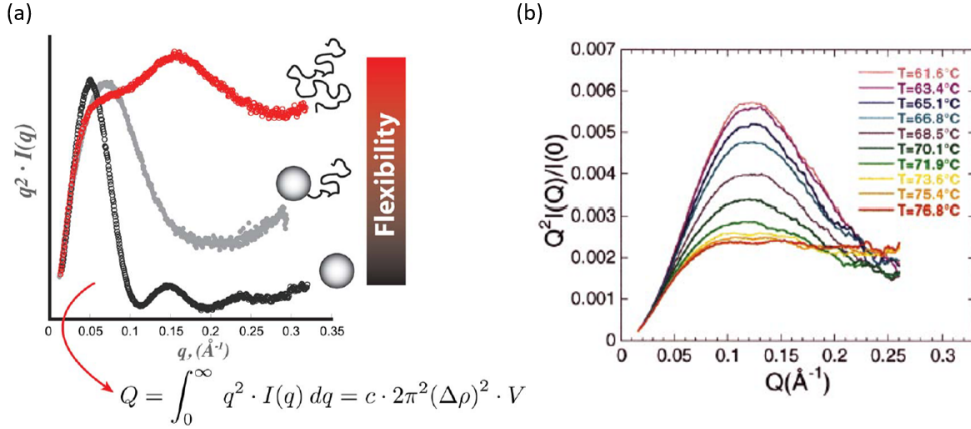 (a)
q² · I(q)
0
0.05
0.1
0.15
0.2
0.25
0.3
0.35
q, (Å⁻¹)
Flexibility
Q = ∫₀^∞ q² · I(q) dq = c · 2π²(Δρ)² · V
(b)
Q²I(Q)/I(0)
0.007
0.006
0.005
0.004
0.003
0.002
0.001
0
0
0.05
0.10
0.15
0.20
0.25
0.30
Q(Å⁻¹)
T=61.6°C
T=63.4°C
T=65.1°C
T=66.8°C
T=68.5°C
T=70.1°C
T=71.9°C
T=73.6°C
T=75.4°C
T=76.8°C